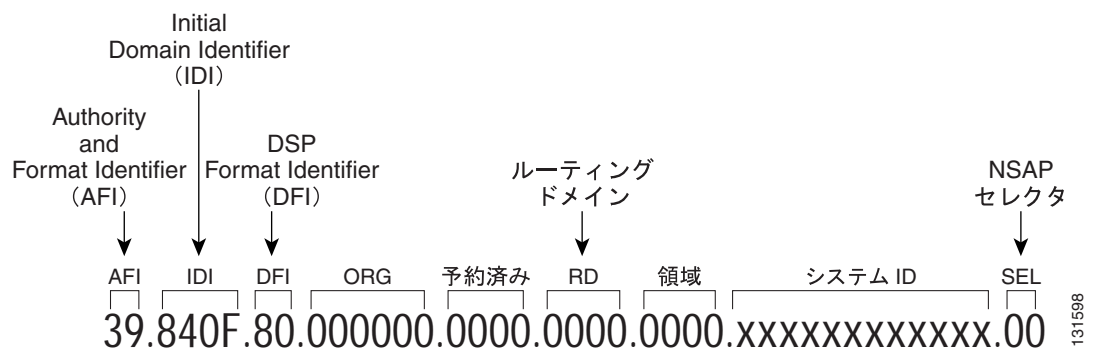 Initial
Domain Identifier
（IDI）
Authority
and
Format Identifier
（AFI）
DSP
Format Identifier
（DFI）
ルーティング
ドメイン
NSAP
セレクタ
AFI IDI DFI ORG 予約済み RD 領域 システム ID SEL
39.840F.80.000000.0000.0000.0000.xxxxxxxxxxxx.00
131598